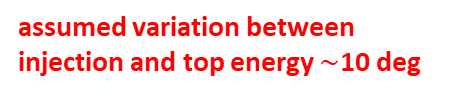 assumed variation between
injection and top energy ~10 deg